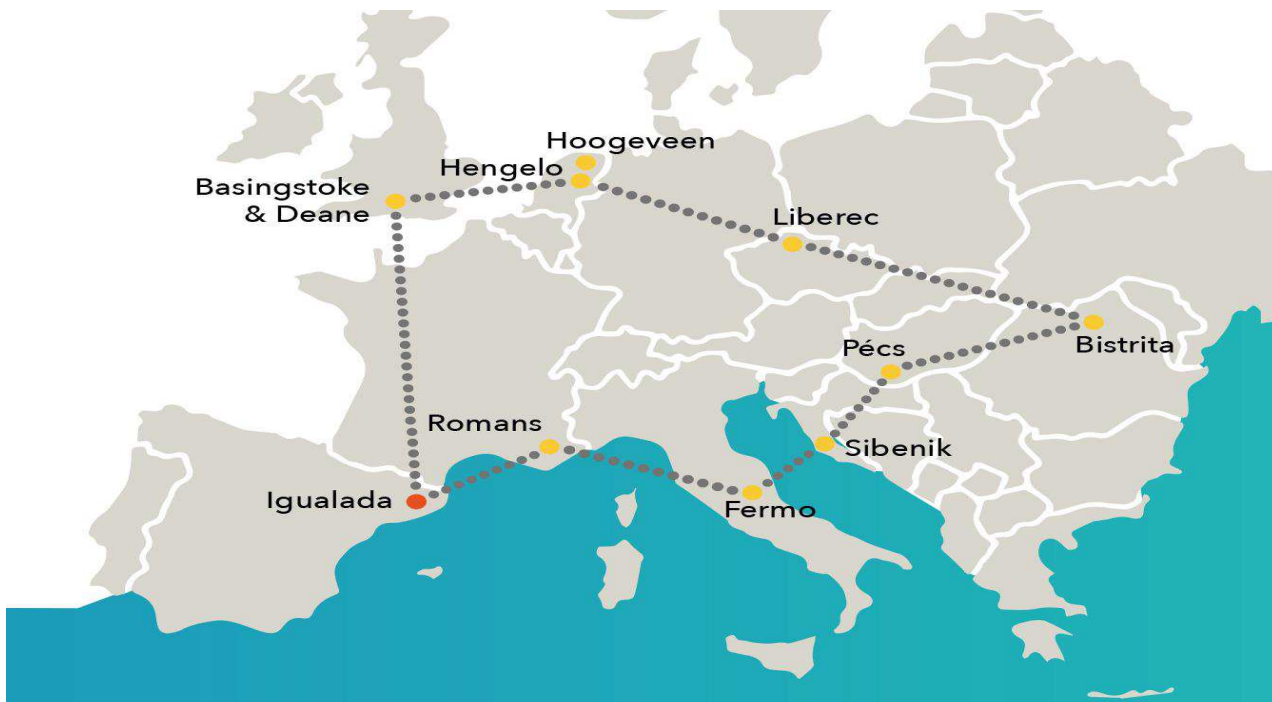 Hoogeveen
Hengelo
Basingstoke
& Deane
Liberec
Bistrita
Pécs
Romans
Sibenik
Igualada
Fermo